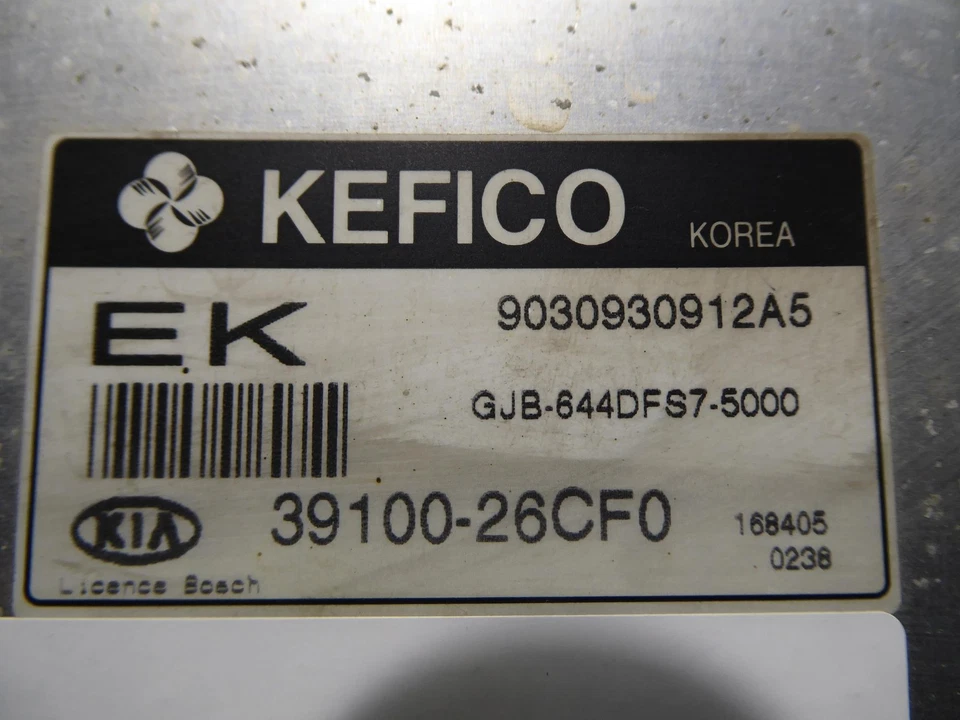 KEFICO KOREA
EK 9030930912A5
GJB-644DFS7-5000
KIA 39100-26CF0 168405
0238
Licence Bosch